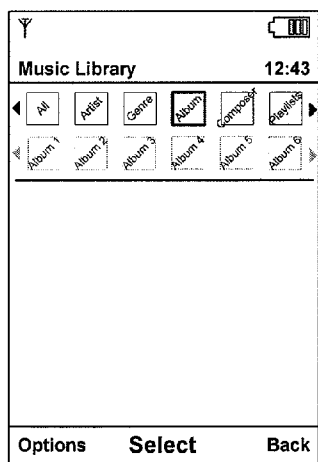 Music Library 12:43
All Artist Genre Album Composer Playlists
Album 1 Album 2 Album 3 Album 4 Album 5 Album 6
Options Select Back